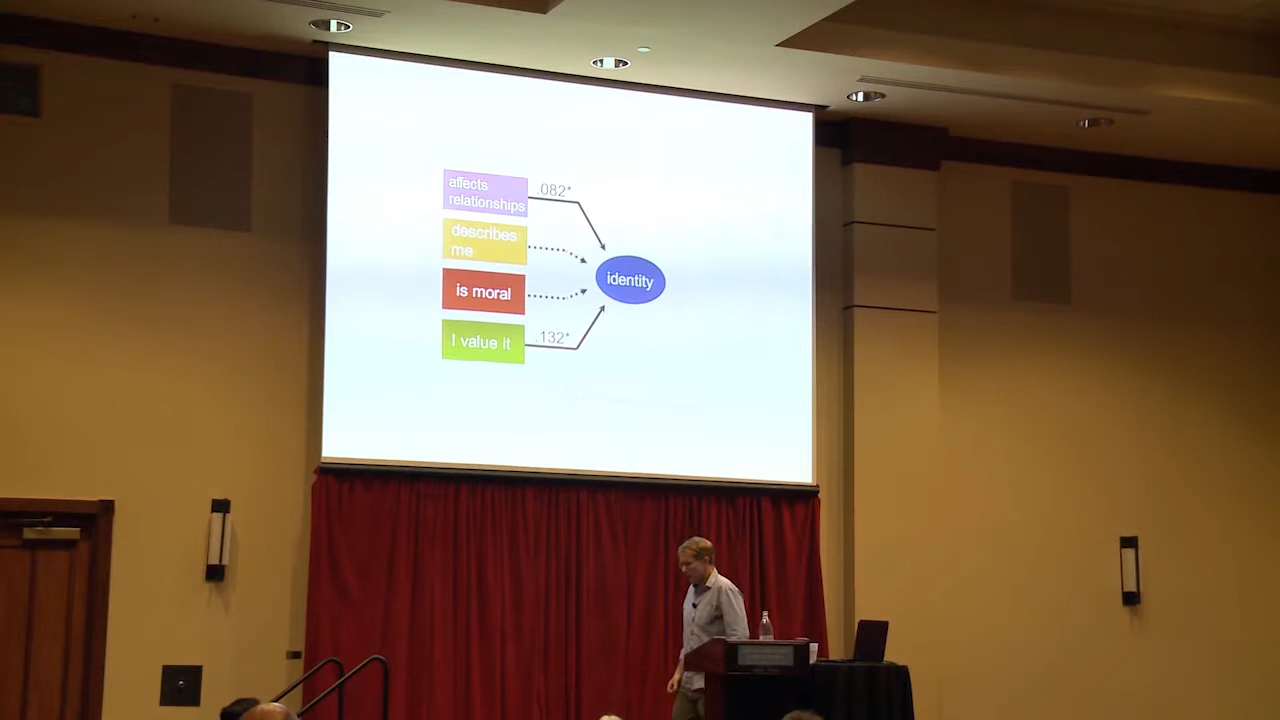 affects
relationships
.082*
describes
me
is moral
identity
I value it
.132*